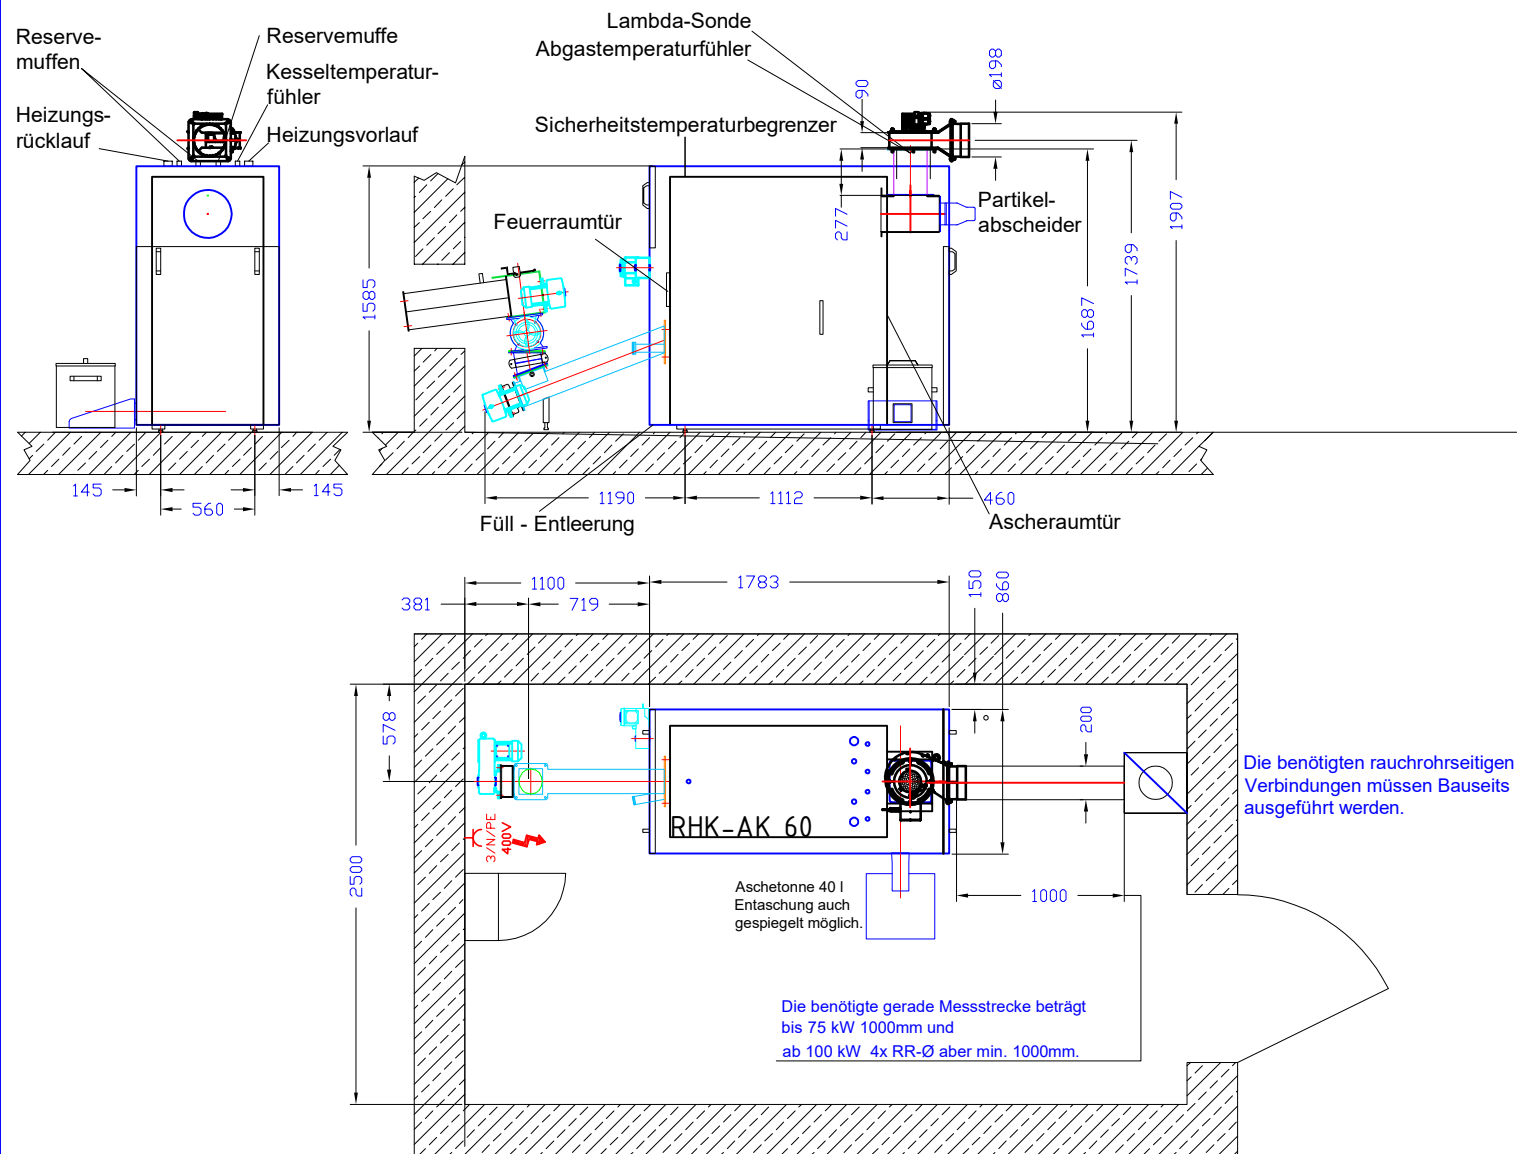 Reserve-
muffen
Heizungs-
rücklauf
Reservemuffe
Kesseltemperatur-
fühler
Heizungsvorlauf
145
560
145
Lambda-Sonde
Abgastemperaturfühler
Sicherheitstemperaturbegrenzer
Feuerraumtür
Partikel-
abscheider
90
ø198
277
1585
1687
1739
1907
1190
1112
460
Füll - Entleerung
Ascheraumtür
1100
1783
381
719
150
860
578
2500
200
1000
3/N/PE
400V
RHK-AK 60
Aschetonne 40 l
Entaschung auch
gespiegelt möglich.
Die benötigten rauchrohrseitigen
Verbindungen müssen Bauseits
ausgeführt werden.
Die benötigte gerade Messstrecke beträgt
bis 75 kW 1000mm und
ab 100 kW 4x RR-Ø aber min. 1000mm.